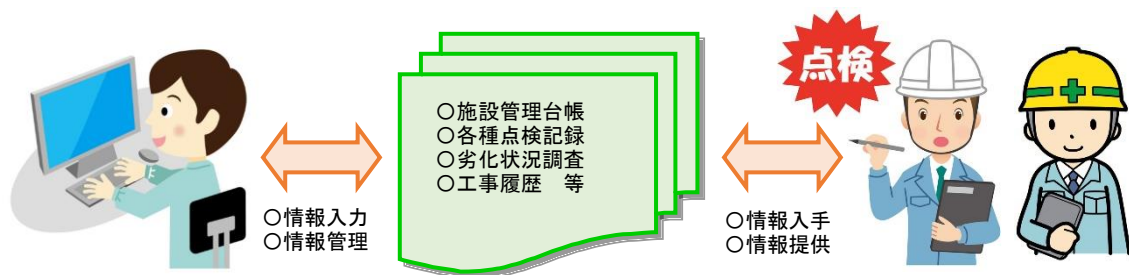 点検
○施設管理台帳
○各種点検記録
○劣化状況調査
○工事履歴　等
○情報入力
○情報管理
○情報入手
○情報提供